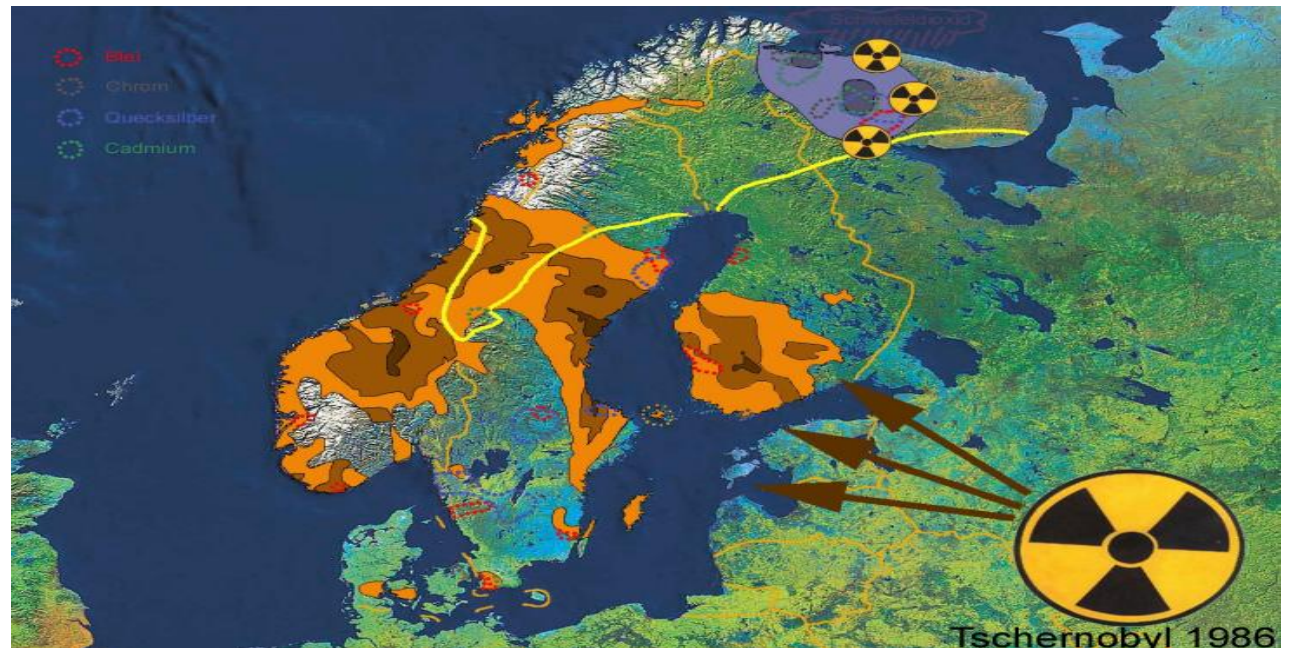 Schwefeldioxid
Blei
Chrom
Quecksilber
Cadmium
Tschernobyl 1986